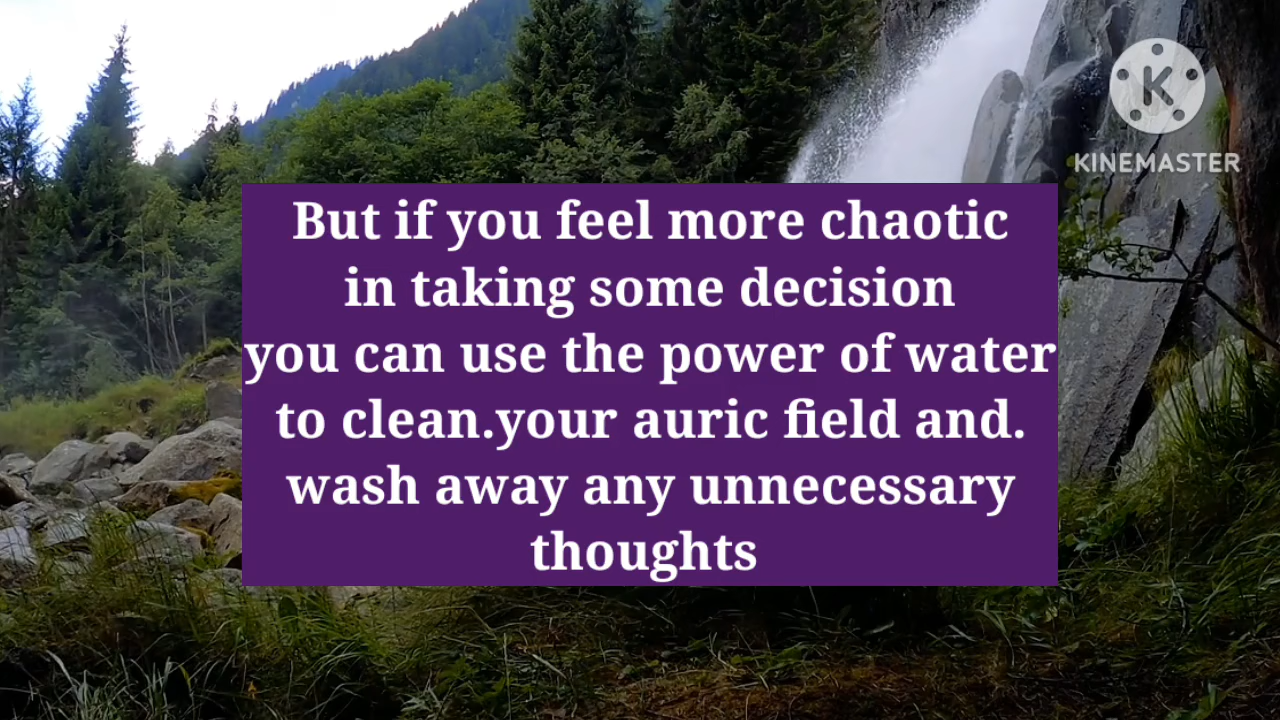 K
KINEMASTER
But if you feel more chaotic
in taking some decision
you can use the power of water
to clean.your auric field and.
wash away any unnecessary
thoughts